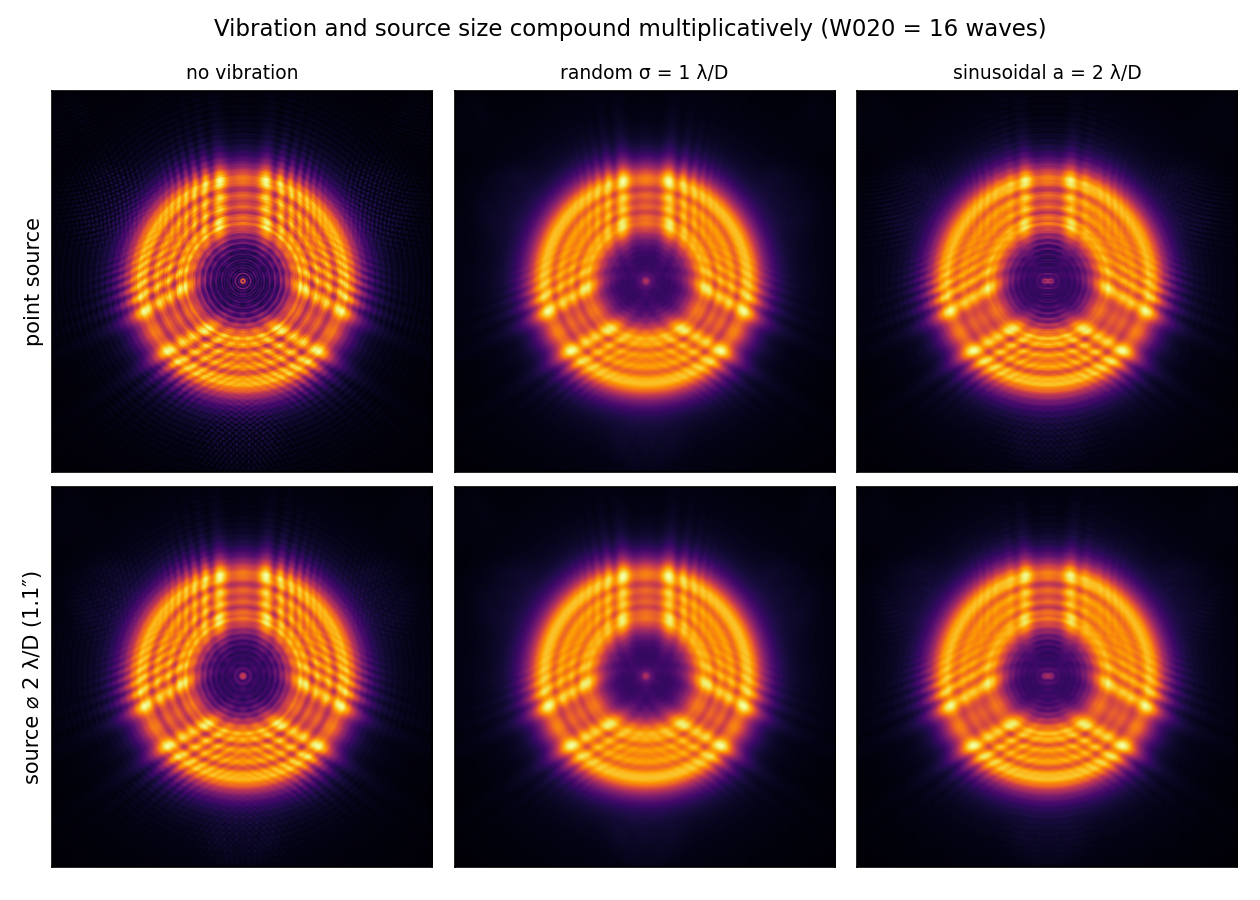 Vibration and source size compound multiplicatively (W020 = 16 waves)
no vibration
random σ = 1 λ/D
sinusoidal a = 2 λ/D
point source
source ⌀ 2 λ/D (1.1″)